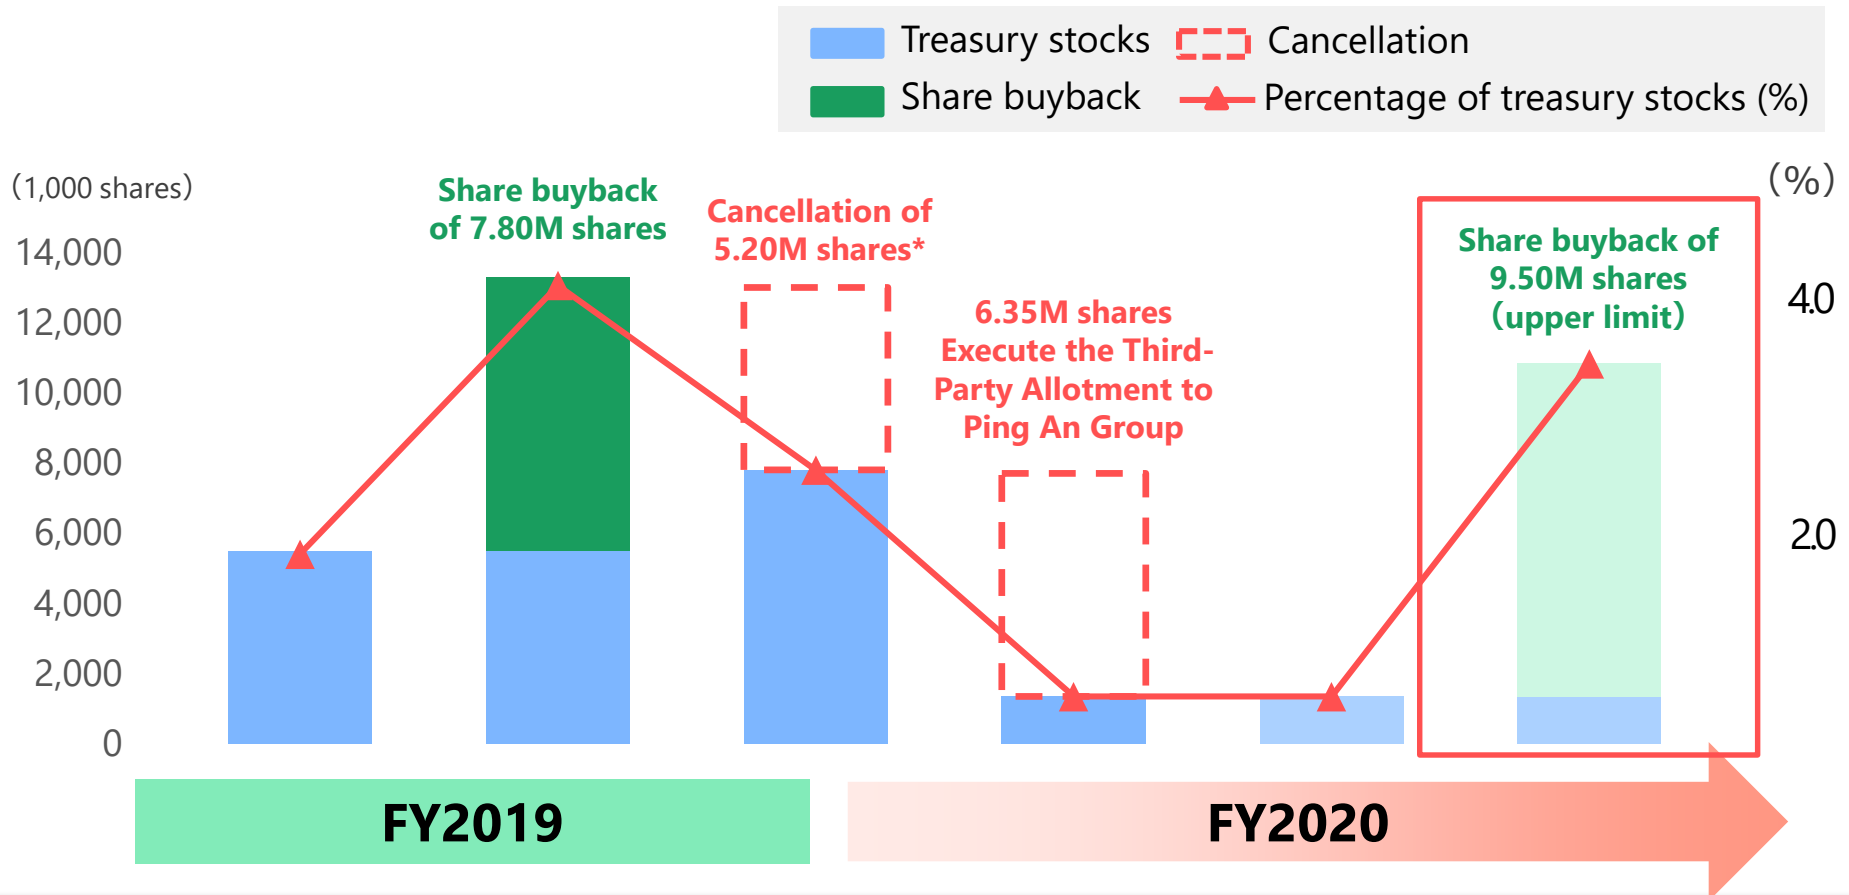 Treasury stocks
Cancellation
Share buyback
Percentage of treasury stocks (%)
（1,000 shares）
（%）
14,000
12,000
10,000
8,000
6,000
4,000
2,000
0
Share buyback
of 7.80M shares
Cancellation of
5.20M shares*
6.35M shares
Execute the Third-
Party Allotment to
Ping An Group
Share buyback of
9.50M shares
（upper limit）
4.0
2.0
FY2019
FY2020